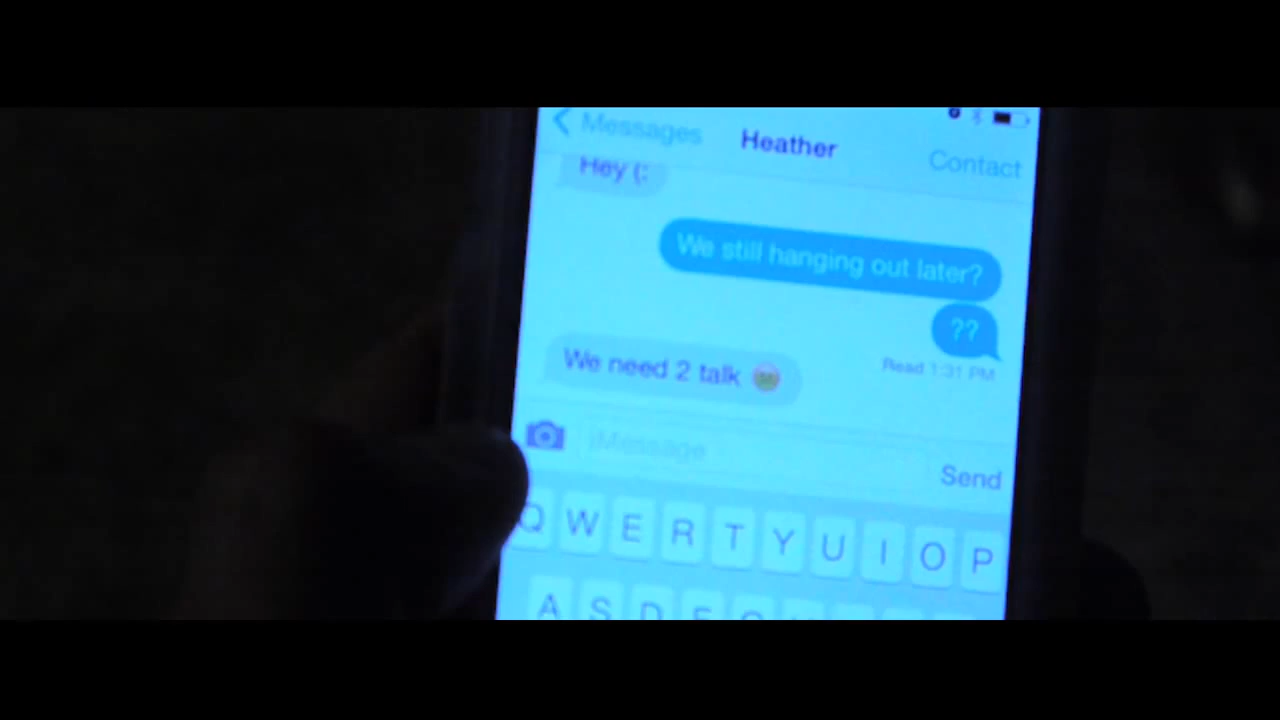 Messages Heather Contact
Hey (:
We still hanging out later?
??
Read 1:31 PM
We need 2 talk
iMessage
Send
Q W E R T Y U I O P
A S D F